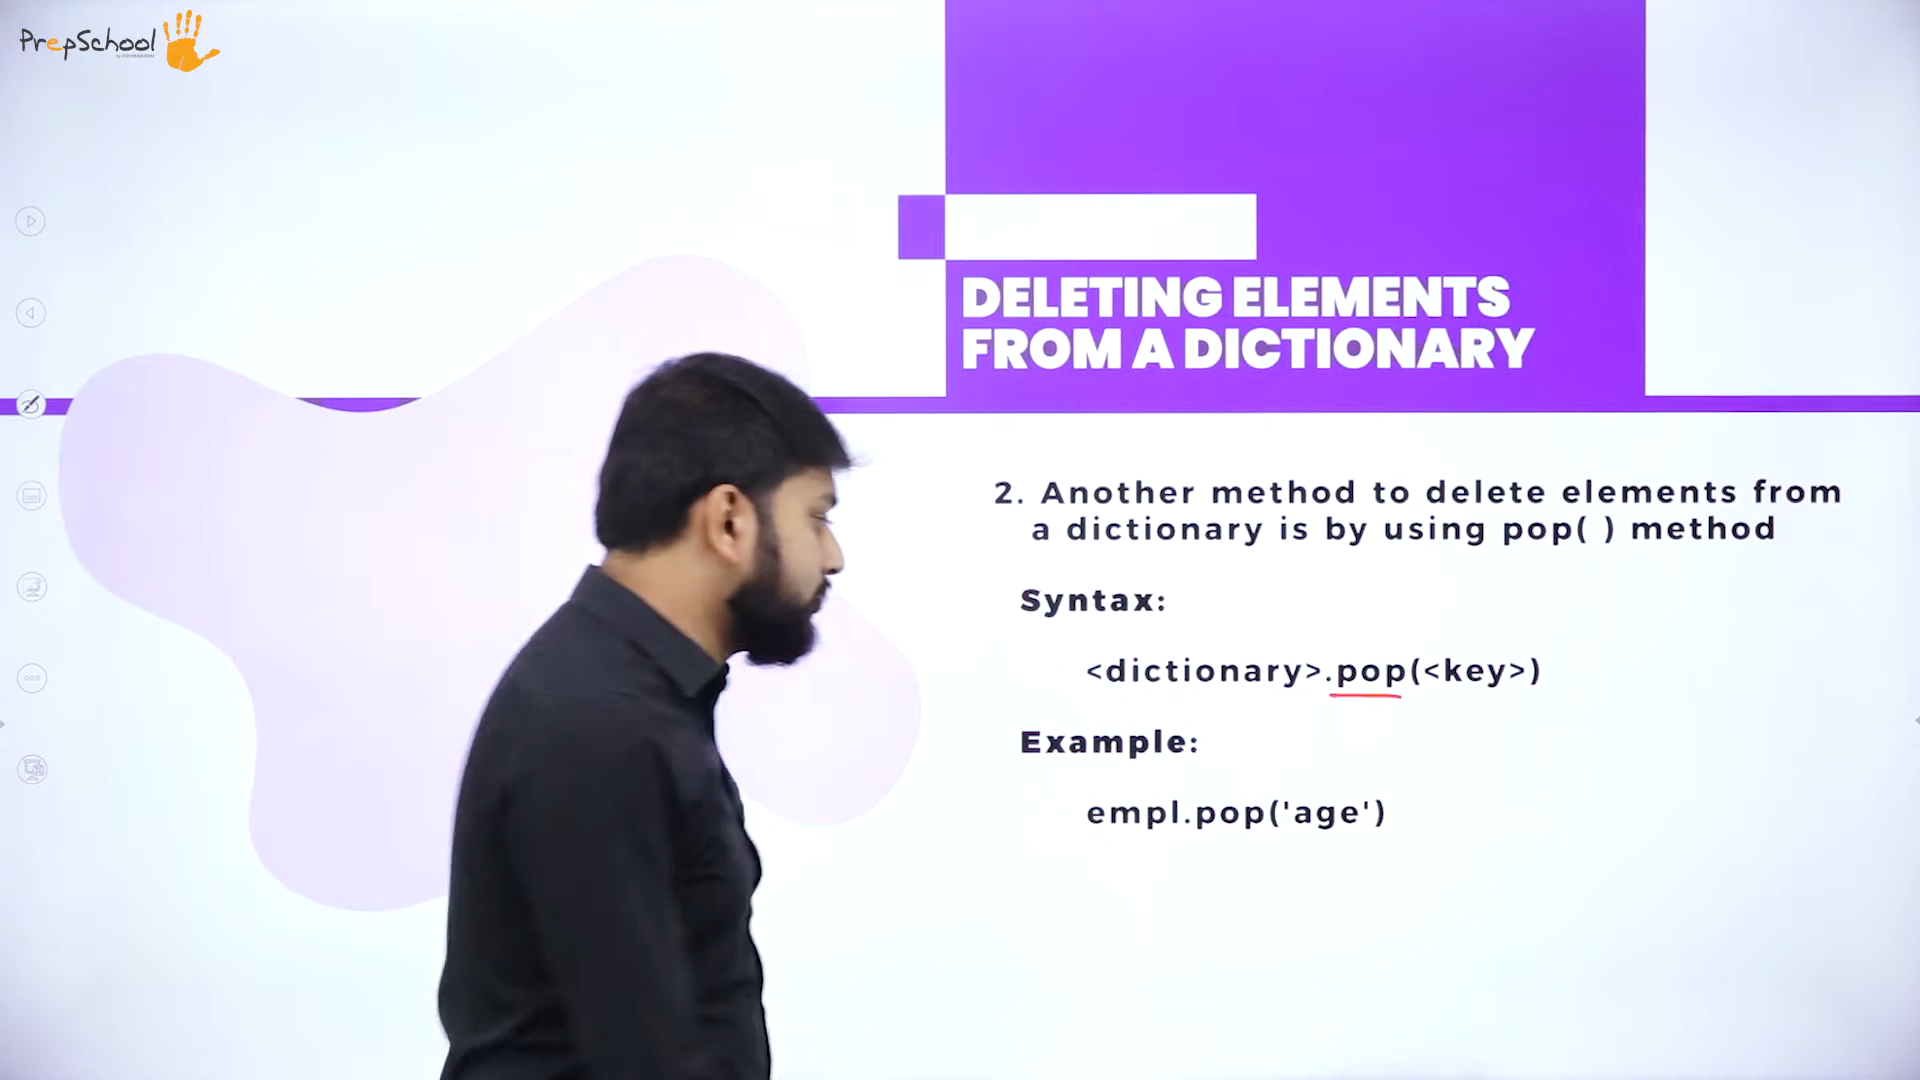 PrepSchool
DELETING ELEMENTS
FROM A DICTIONARY
2. Another method to delete elements from
a dictionary is by using pop( ) method
Syntax:
<dictionary>.pop(<key>)
Example:
empl.pop('age')